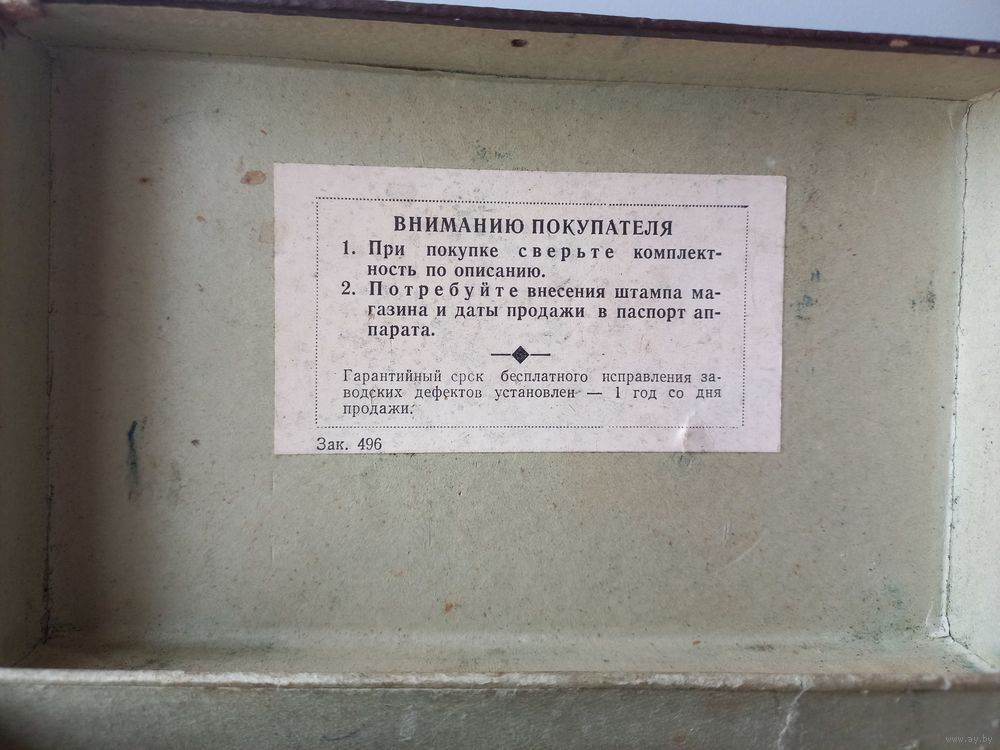 ВНИМАНИЮ ПОКУПАТЕЛЯ
1. При покупке сверьте комплект-
ность по описанию.
2. Потребуйте внесения штампа ма-
газина и даты продажи в паспорт ап-
парата.
Гарантийный срок бесплатного исправления за-
водских дефектов установлен — 1 год со дня
продажи.
Зак. 496
www.ay.by